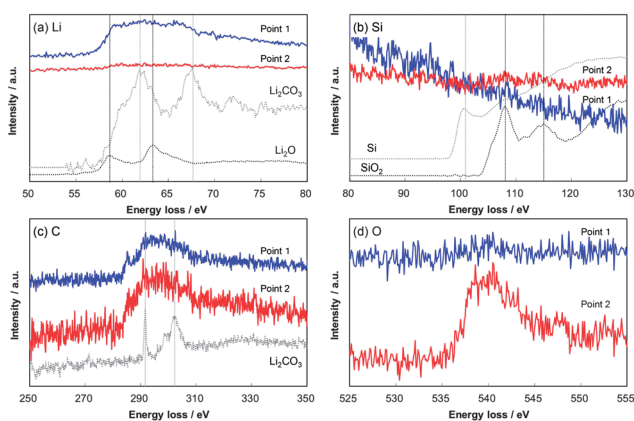 (a) Li
Point 1
Point 2
Li2CO3
Li2O
Intensity / a.u.
50 55 60 65 70 75 80
Energy loss / eV
(b) Si
Point 2
Point 1
Si
SiO2
Intensity / a.u.
80 90 100 110 120 130
Energy loss / eV
(c) C
Point 1
Point 2
Li2CO3
Intensity / a.u.
250 270 290 310 330 350
Energy loss / eV
(d) O
Point 1
Point 2
Intensity / a.u.
525 530 535 540 545 550 555
Energy loss / eV